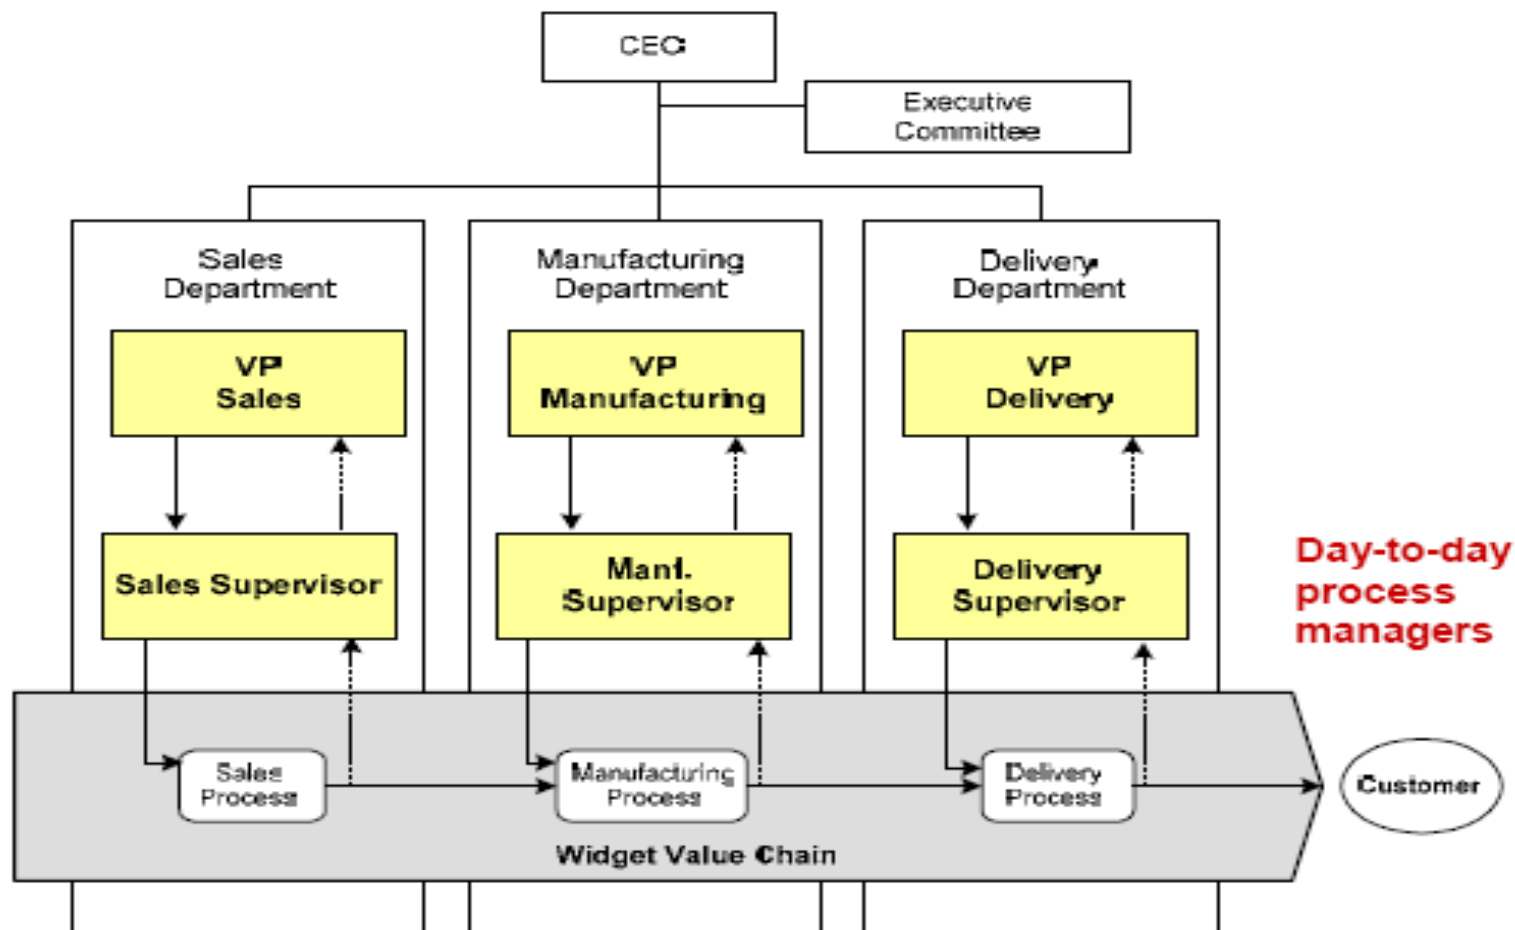 CEO
Executive
Committee
Sales
Department
Manufacturing
Department
Delivery
Department
VP
Sales
VP
Manufacturing
VP
Delivery
Sales Supervisor
Manf.
Supervisor
Delivery
Supervisor
Day-to-day
process
managers
Sales
Process
Manufacturing
Process
Delivery
Process
Customer
Widget Value Chain